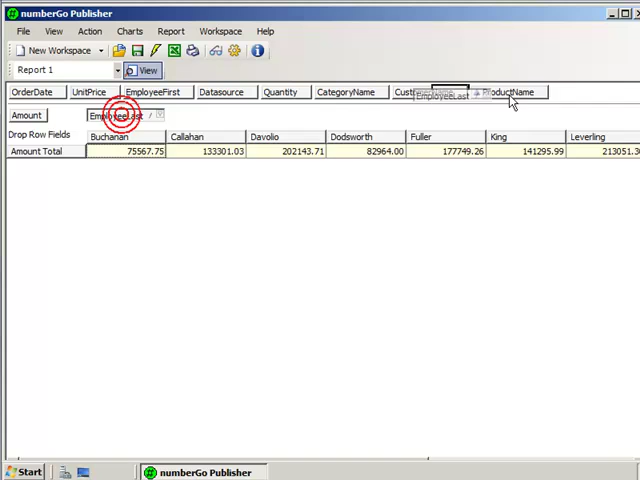 numberGo Publisher
File View Action Charts Report Workspace Help
New Workspace
Report 1 View
OrderDate UnitPrice EmployeeFirst Datasource Quantity CategoryName ProductName
EmployeeLast
Amount EmployeeLast /
Drop Row Fields
Buchanan Callahan Davolio Dodsworth Fuller King Leverling
Amount Total 75567.75 133301.03 202143.71 82964.00 177749.26 141295.99
Start numberGo Publisher